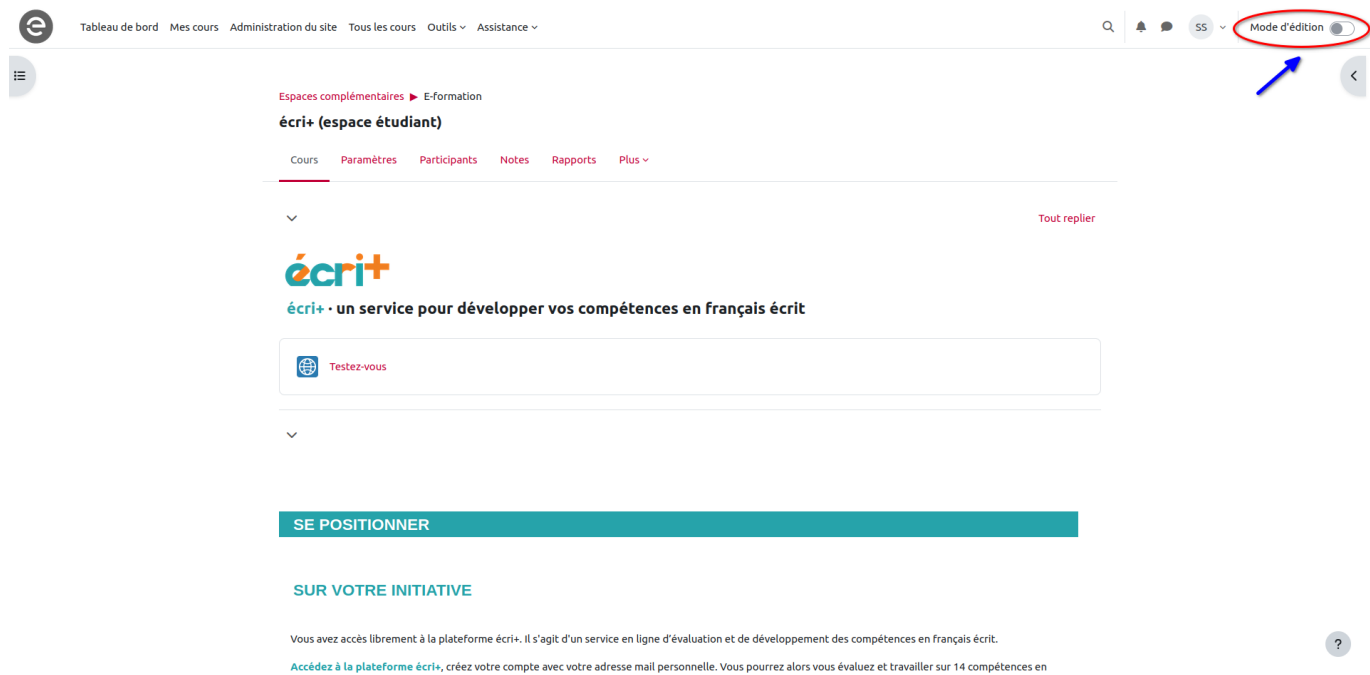 e Tableau de bord Mes cours Administration du site Tous les cours Outils Assistance SS Mode d'édition
Espaces complémentaires ▶ E-formation
écri+ (espace étudiant)
Cours Paramètres Participants Notes Rapports Plus
Tout replier
écri+
écri+ · un service pour développer vos compétences en français écrit
Testez-vous
SE POSITIONNER
SUR VOTRE INITIATIVE
Vous avez accès librement à la plateforme écri+. Il s'agit d'un service en ligne d'évaluation et de développement des compétences en français écrit.
?
Accédez à la plateforme écri+, créez votre compte avec votre adresse mail personnelle. Vous pourrez alors vous évaluez et travailler sur 14 compétences en